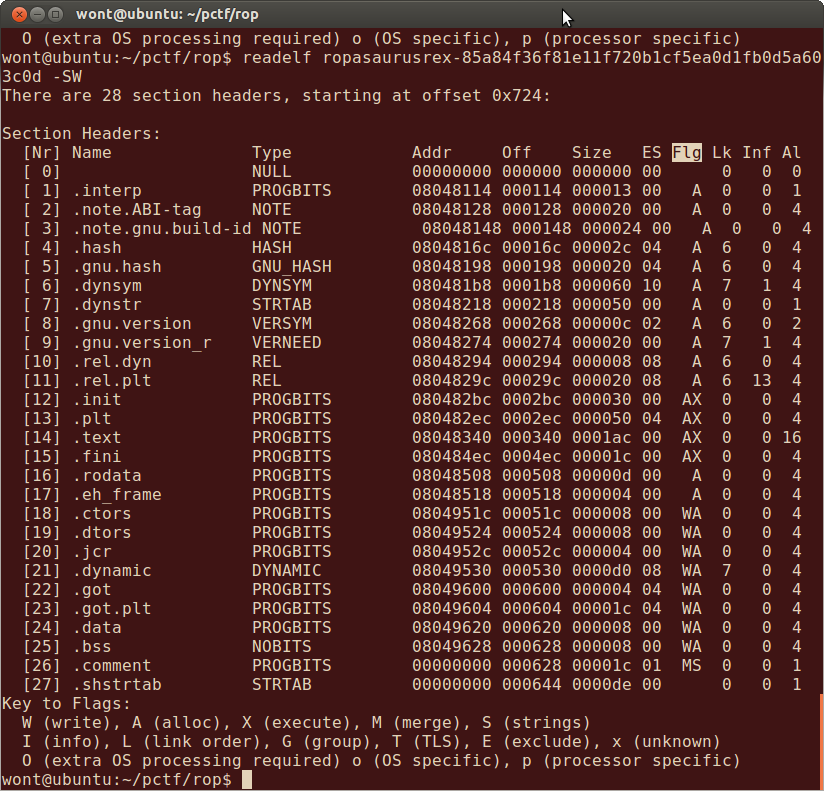 wont@ubuntu: ~/pctf/rop
  O (extra OS processing required) o (OS specific), p (processor specific)
wont@ubuntu:~/pctf/rop$ readelf ropasaurusrex-85a84f36f81e11f720b1cf5ea0d1fb0d5a60
3c0d -SW
There are 28 section headers, starting at offset 0x724:

Section Headers:
  [Nr] Name              Type            Addr     Off    Size   ES Flg Lk Inf Al
  [ 0]                   NULL            00000000 000000 000000 00      0   0  0
  [ 1] .interp           PROGBITS        08048114 000114 000013 00   A  0   0  1
  [ 2] .note.ABI-tag     NOTE            08048128 000128 000020 00   A  0   0  4
  [ 3] .note.gnu.build-id NOTE            08048148 000148 000024 00   A  0   0  4
  [ 4] .hash             HASH            0804816c 00016c 00002c 04   A  6   0  4
  [ 5] .gnu.hash         GNU_HASH        08048198 000198 000020 04   A  6   0  4
  [ 6] .dynsym           DYNSYM          080481b8 0001b8 000060 10   A  7   1  4
  [ 7] .dynstr           STRTAB          08048218 000218 000050 00   A  0   0  1
  [ 8] .gnu.version      VERSYM          08048268 000268 00000c 02   A  6   0  2
  [ 9] .gnu.version_r    VERNEED         08048274 000274 000020 00   A  7   1  4
  [10] .rel.dyn          REL             08048294 000294 000008 08   A  6   0  4
  [11] .rel.plt          REL             0804829c 00029c 000020 08   A  6  13  4
  [12] .init             PROGBITS        080482bc 0002bc 000030 00  AX  0   0  4
  [13] .plt              PROGBITS        080482ec 0002ec 000050 04  AX  0   0  4
  [14] .text             PROGBITS        08048340 000340 0001ac 00  AX  0   0 16
  [15] .fini             PROGBITS        080484ec 0004ec 00001c 00  AX  0   0  4
  [16] .rodata           PROGBITS        08048508 000508 00000d 00   A  0   0  4
  [17] .eh_frame         PROGBITS        08048518 000518 000004 00   A  0   0  4
  [18] .ctors            PROGBITS        0804951c 00051c 000008 00  WA  0   0  4
  [19] .dtors            PROGBITS        08049524 000524 000008 00  WA  0   0  4
  [20] .jcr              PROGBITS        0804952c 00052c 000004 00  WA  0   0  4
  [21] .dynamic          DYNAMIC         08049530 000530 0000d0 08  WA  7   0  4
  [22] .got              PROGBITS        08049600 000600 000004 04  WA  0   0  4
  [23] .got.plt          PROGBITS        08049604 000604 00001c 04  WA  0   0  4
  [24] .data             PROGBITS        08049620 000620 000008 00  WA  0   0  4
  [25] .bss              NOBITS          08049628 000628 000008 00  WA  0   0  4
  [26] .comment          PROGBITS        00000000 000628 00001c 01  MS  0   0  1
  [27] .shstrtab         STRTAB          00000000 000644 0000de 00      0   0  1
Key to Flags:
  W (write), A (alloc), X (execute), M (merge), S (strings)
  I (info), L (link order), G (group), T (TLS), E (exclude), x (unknown)
  O (extra OS processing required) o (OS specific), p (processor specific)
wont@ubuntu:~/pctf/rop$